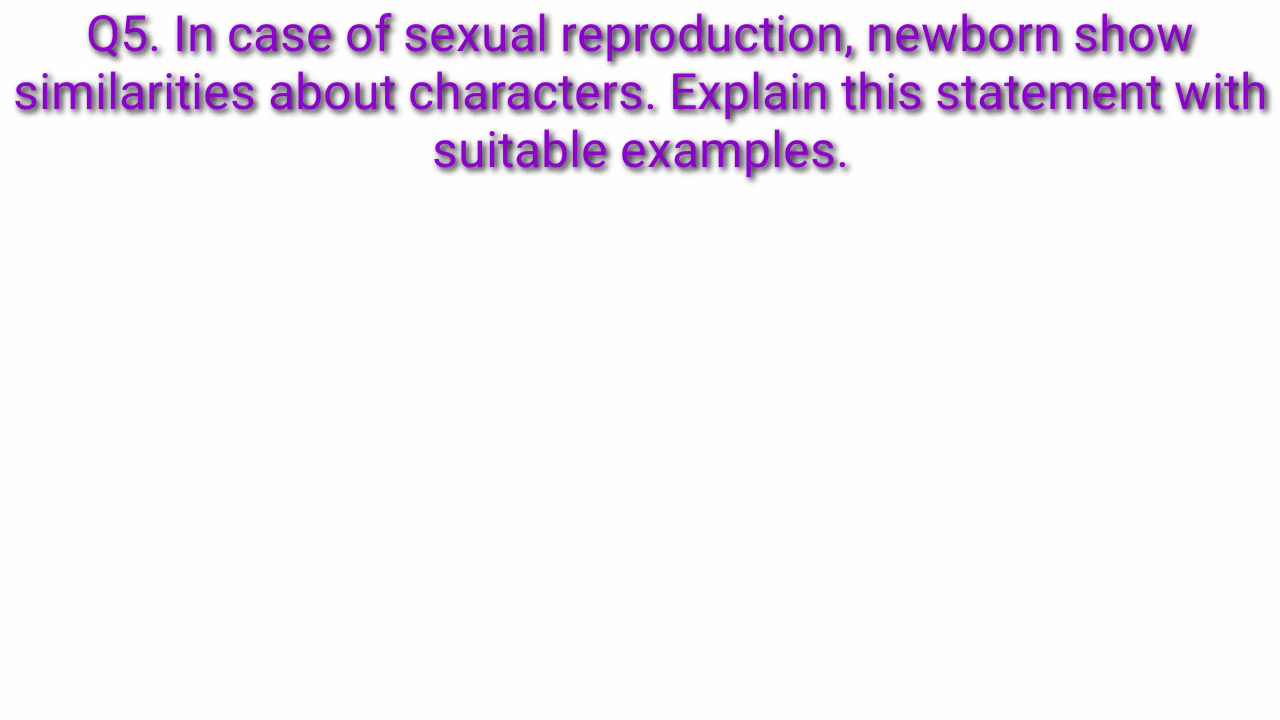 Q5. In case of sexual reproduction, newborn show
similarities about characters. Explain this statement with
suitable examples.